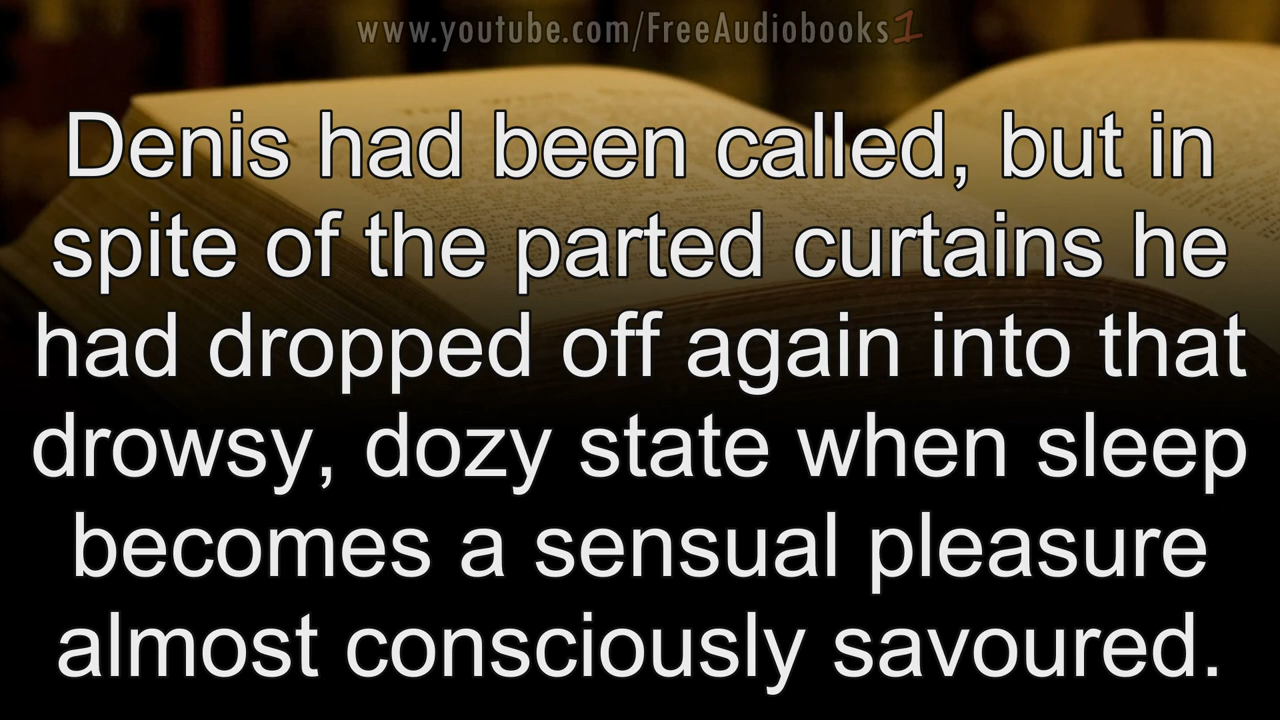 www.youtube.com/FreeAudiobooks1
Denis had been called, but in
spite of the parted curtains he
had dropped off again into that
drowsy, dozy state when sleep
becomes a sensual pleasure
almost consciously savoured.